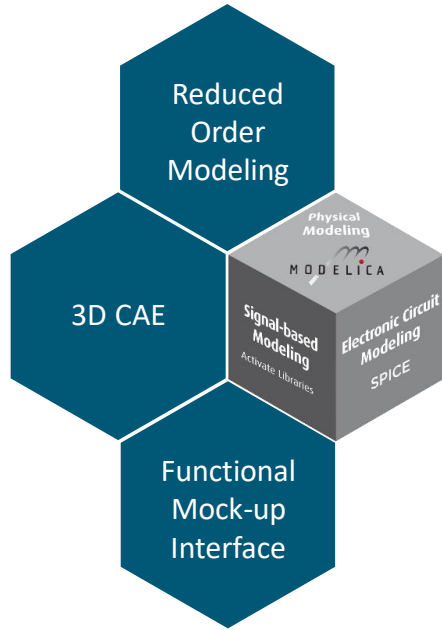 Reduced
Order
Modeling
Physical
Modeling
MODELICA
3D CAE
Signal-based
Modeling
Activate Libraries
Electronic Circuit
Modeling
SPICE
Functional
Mock-up
Interface